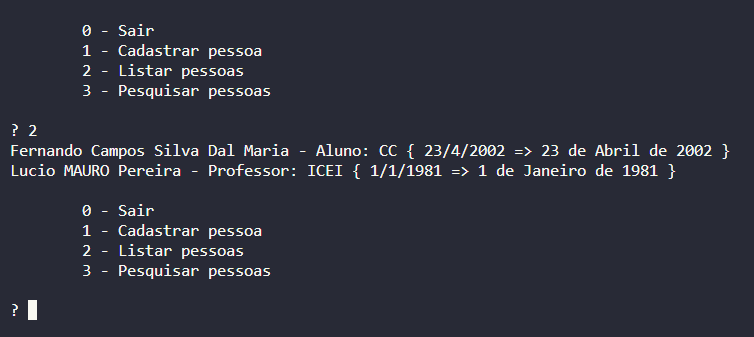 0 - Sair
1 - Cadastrar pessoa
2 - Listar pessoas
3 - Pesquisar pessoas
? 2
Fernando Campos Silva Dal Maria - Aluno: CC { 23/4/2002 => 23 de Abril de 2002 }
Lucio MAURO Pereira - Professor: ICEI { 1/1/1981 => 1 de Janeiro de 1981 }
0 - Sair
1 - Cadastrar pessoa
2 - Listar pessoas
3 - Pesquisar pessoas
?